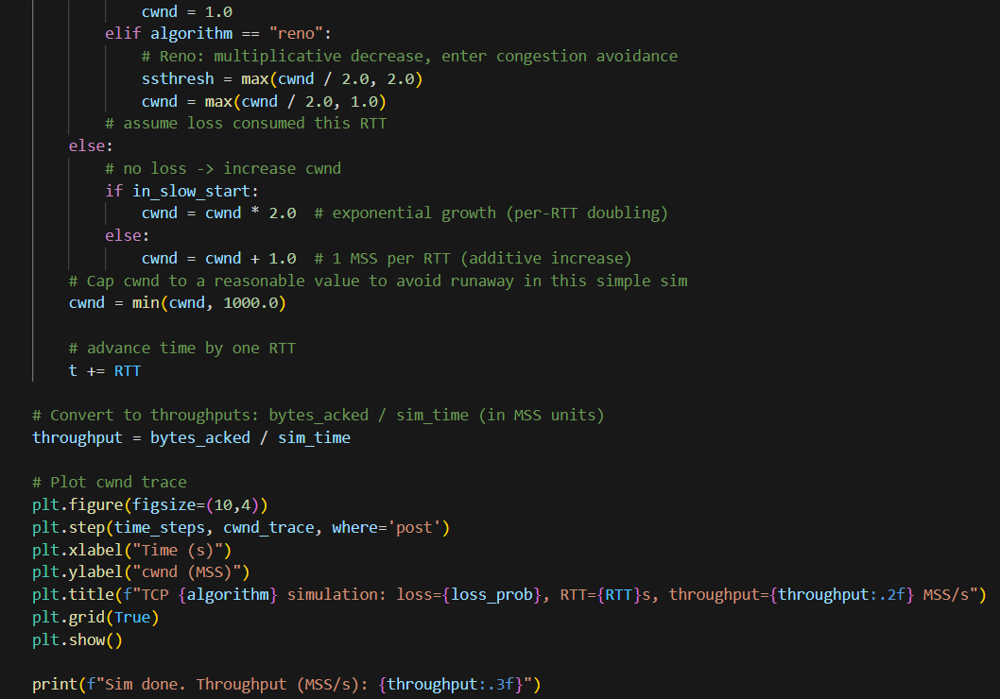 cwnd = 1.0
        elif algorithm == "reno":
            # Reno: multiplicative decrease, enter congestion avoidance
            ssthresh = max(cwnd / 2.0, 2.0)
            cwnd = max(cwnd / 2.0, 1.0)
        # assume loss consumed this RTT
    else:
        # no loss -> increase cwnd
        if in_slow_start:
            cwnd = cwnd * 2.0  # exponential growth (per-RTT doubling)
        else:
            cwnd = cwnd + 1.0  # 1 MSS per RTT (additive increase)
    # Cap cwnd to a reasonable value to avoid runaway in this simple sim
    cwnd = min(cwnd, 1000.0)

    # advance time by one RTT
    t += RTT

# Convert to throughputs: bytes_acked / sim_time (in MSS units)
throughput = bytes_acked / sim_time

# Plot cwnd trace
plt.figure(figsize=(10,4))
plt.step(time_steps, cwnd_trace, where='post')
plt.xlabel("Time (s)")
plt.ylabel("cwnd (MSS)")
plt.title(f"TCP {algorithm} simulation: loss={loss_prob}, RTT={RTT}s, throughput={throughput:.2f} MSS/s")
plt.grid(True)
plt.show()

print(f"Sim done. Throughput (MSS/s): {throughput:.3f}")